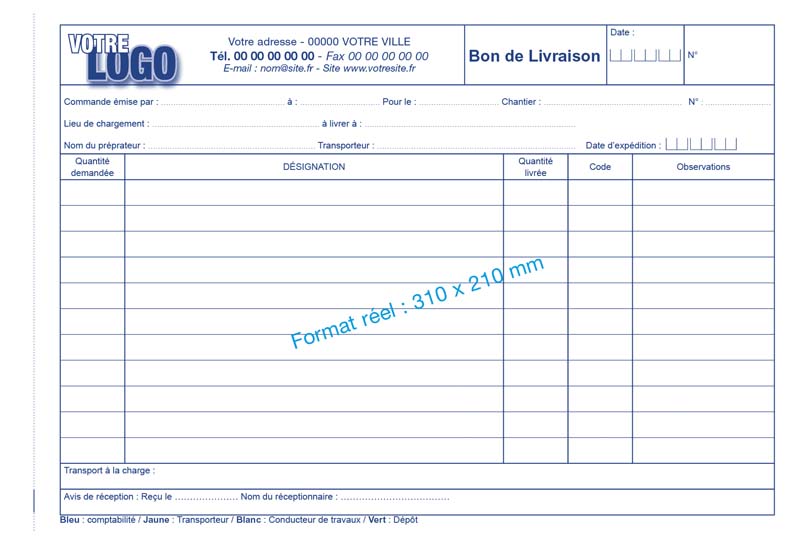 VOTRE
LOGO
Votre adresse - 00000 VOTRE VILLE
Tél. 00 00 00 00 00 - Fax 00 00 00 00 00
E-mail : nom@site.fr - Site www.votresite.fr
Bon de Livraison
Date :
N°
Commande émise par : à : Pour le : Chantier : N° :
Lieu de chargement : à livrer à :
Nom du préprateur : Transporteur : Date d'expédition :
Quantité demandée DÉSIGNATION Quantité livrée Code Observations
Format réel : 310 x 210 mm
Transport à la charge :
Avis de réception : Reçu le ..................... Nom du réceptionnaire : ....................................
Bleu : comptabilité / Jaune : Transporteur / Blanc : Conducteur de travaux / Vert : Dépôt